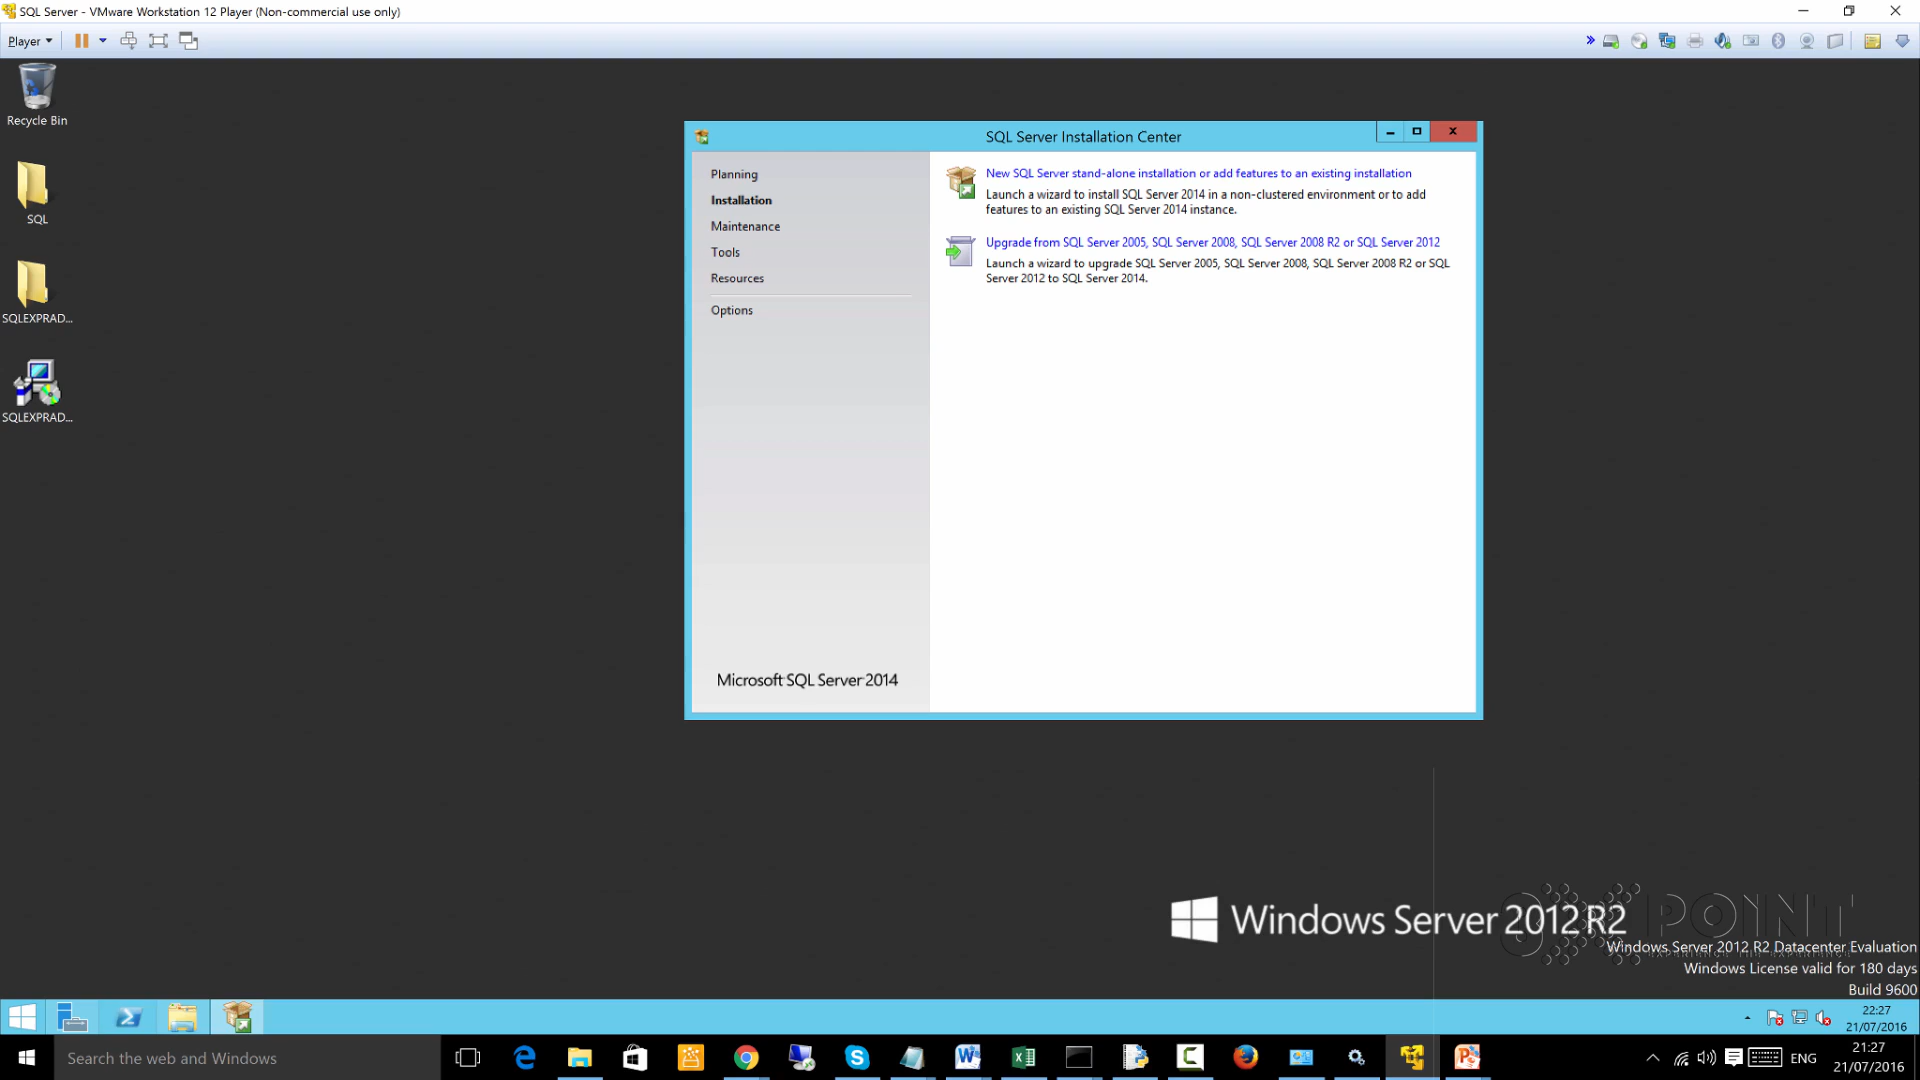 SQL Server - VMware Workstation 12 Player (Non-commercial use only)
Player
Recycle Bin
SQL
SQLEXPRAD...
SQLEXPRAD...
SQL Server Installation Center
Planning
Installation
Maintenance
Tools
Resources
Options
Microsoft SQL Server 2014
New SQL Server stand-alone installation or add features to an existing installation
Launch a wizard to install SQL Server 2014 in a non-clustered environment or to add
features to an existing SQL Server 2014 instance.
Upgrade from SQL Server 2005, SQL Server 2008, SQL Server 2008 R2 or SQL Server 2012
Launch a wizard to upgrade SQL Server 2005, SQL Server 2008, SQL Server 2008 R2 or SQL
Server 2012 to SQL Server 2014.
Windows Server 2012 R2
POINT
Windows Server 2012 R2 Datacenter Evaluation
Windows License valid for 180 days
Build 9600
22:27
21/07/2016
Search the web and Windows
ENG
21:27
21/07/2016